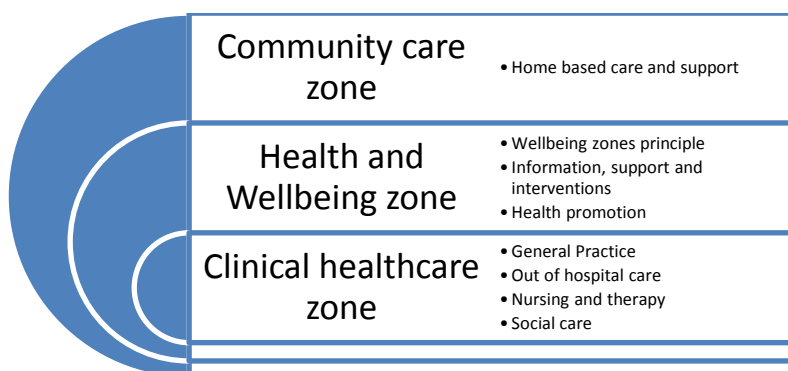 Community care
zone
• Home based care and support
Health and
Wellbeing zone
• Wellbeing zones principle
• Information, support and
interventions
• Health promotion
Clinical healthcare
zone
• General Practice
• Out of hospital care
• Nursing and therapy
• Social care